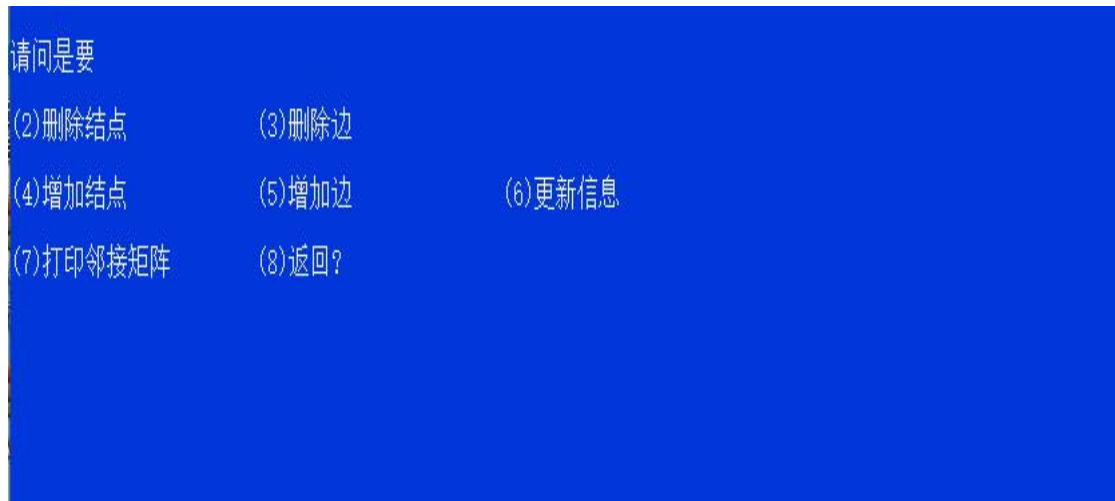 请问是要
(2)删除结点 (3)删除边
(4)增加结点 (5)增加边 (6)更新信息
(7)打印邻接矩阵 (8)返回?